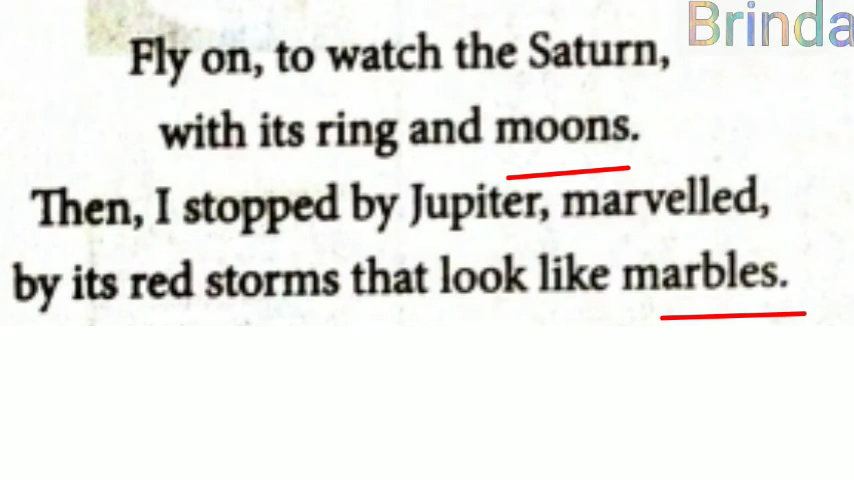 Brinda
Fly on, to watch the Saturn,
with its ring and moons.
Then, I stopped by Jupiter, marvelled,
by its red storms that look like marbles.